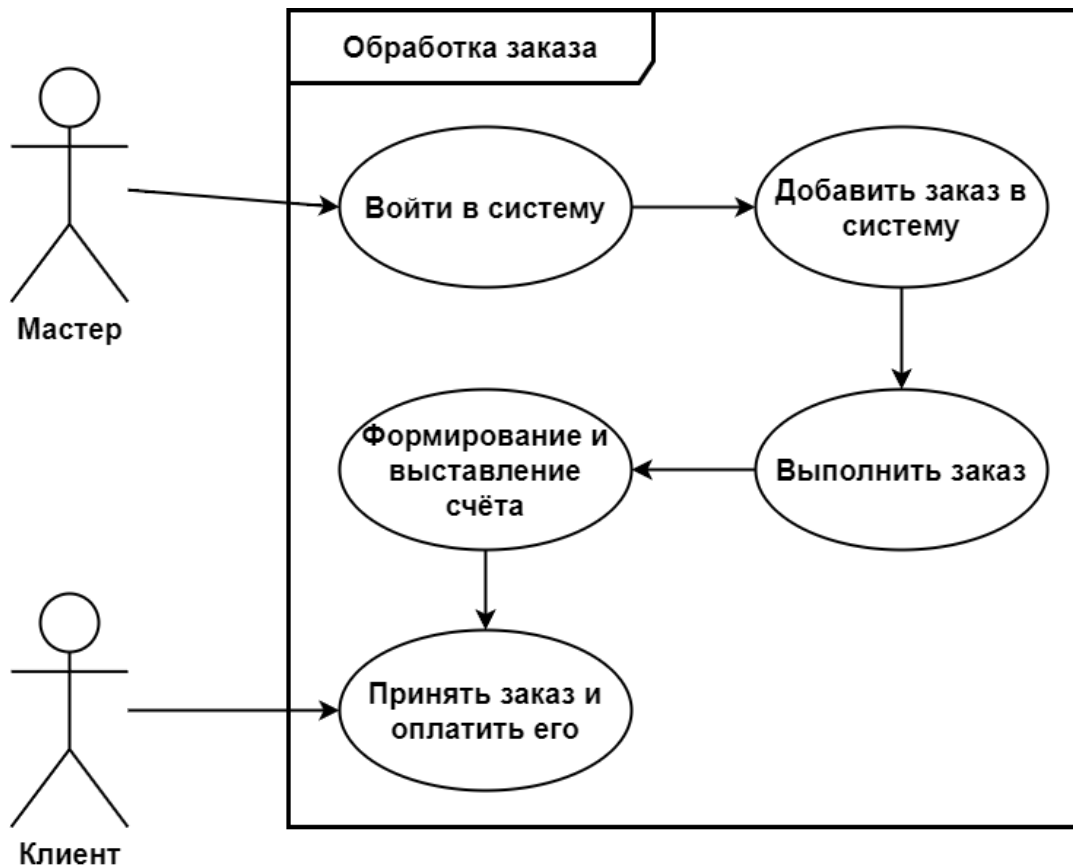 Обработка заказа
Войти в систему
Добавить заказ в
систему
Мастер
Формирование и
выставление
счёта
Выполнить заказ
Принять заказ и
оплатить его
Клиент